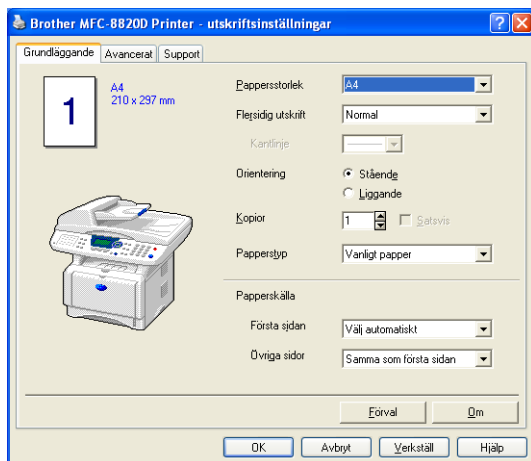 Brother MFC-8820D Printer - utskriftsinställningar
Grundläggande Avancerat Support
1
A4
210 x 297 mm
Pappersstorlek A4
Flersidig utskrift Normal
Kantlinje
Orientering Stående
Liggande
Kopior 1 Satsvis
Papperstyp Vanligt papper
Papperskälla
Första sidan Välj automatiskt
Övriga sidor Samma som första sidan
Förval Om
OK Avbryt Verkställ Hjälp